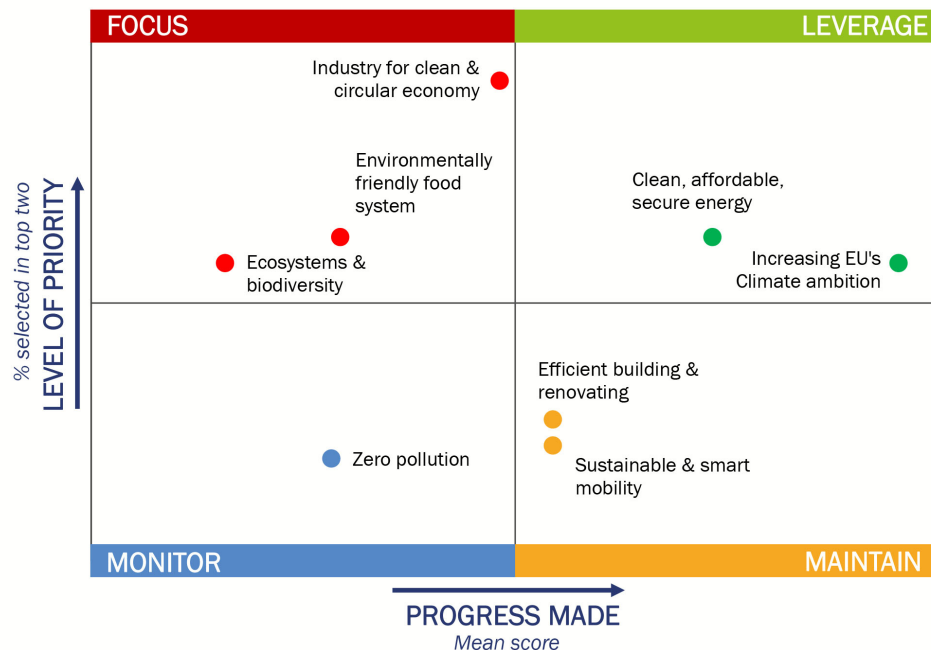 FOCUS
LEVERAGE
Industry for clean &
circular economy
Environmentally
friendly food
system
Clean, affordable,
secure energy
Ecosystems &
biodiversity
Increasing EU's
Climate ambition
% selected in top two
LEVEL OF PRIORITY
Efficient building &
renovating
Zero pollution
Sustainable & smart
mobility
MONITOR
MAINTAIN
PROGRESS MADE
Mean score